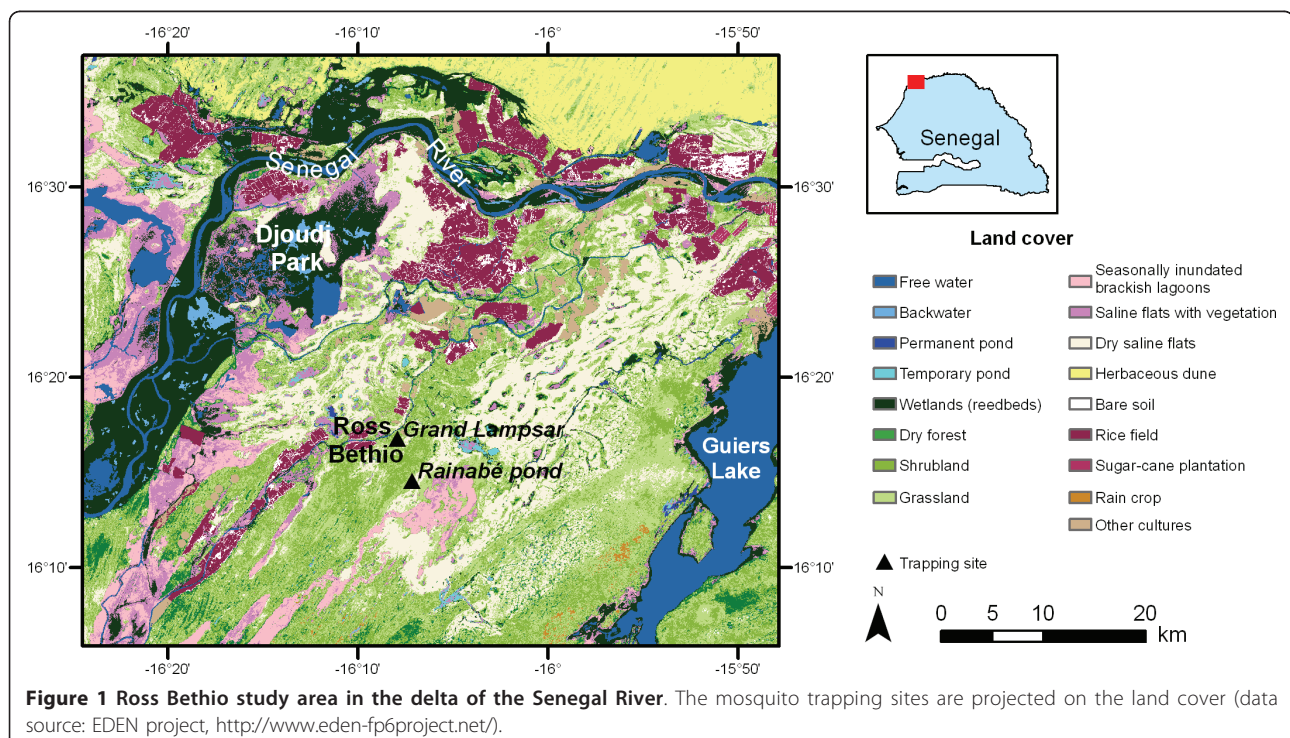 -16°20'
-16°10'
-16°
-15°50'
16°30'
16°20'
16°10'
16°30'
16°20'
16°10'
-16°20'
-16°10'
-16°
-15°50'
Senegal River
Djoudj Park
Ross Bethio
Grand Lampsar
Rainabé pond
Guiers Lake
Senegal
Land cover
Free water
Backwater
Permanent pond
Temporary pond
Wetlands (reedbeds)
Dry forest
Shrubland
Grassland
Seasonally inundated
brackish lagoons
Saline flats with vegetation
Dry saline flats
Herbaceous dune
Bare soil
Rice field
Sugar-cane plantation
Rain crop
Other cultures
Trapping site
N
0 5 10 20
km
Figure 1 Ross Bethio study area in the delta of the Senegal River. The mosquito trapping sites are projected on the land cover (data
source: EDEN project, http://www.eden-fp6project.net/).